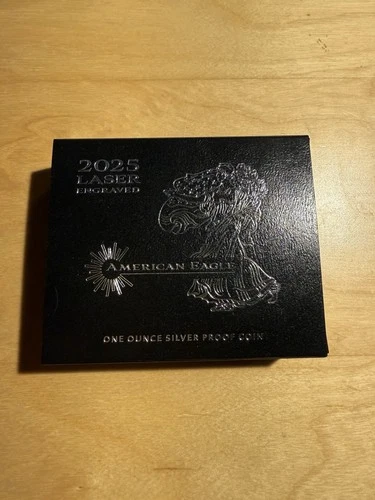 2025
LASER
ENGRAVED
AMERICAN EAGLE
ONE OUNCE SILVER PROOF COIN